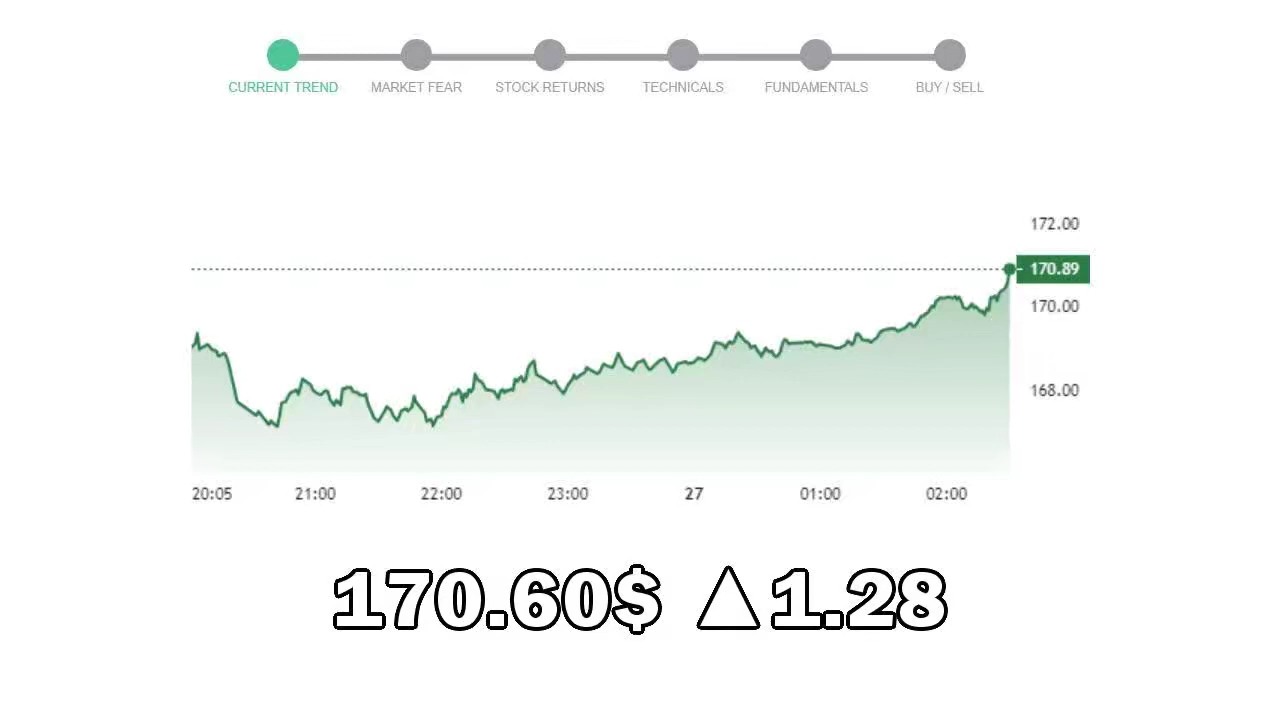 CURRENT TREND MARKET FEAR STOCK RETURNS TECHNICALS FUNDAMENTALS BUY / SELL
172.00
170.89
170.00
168.00
20:05 21:00 22:00 23:00 27 01:00 02:00
170.60$ △1.28